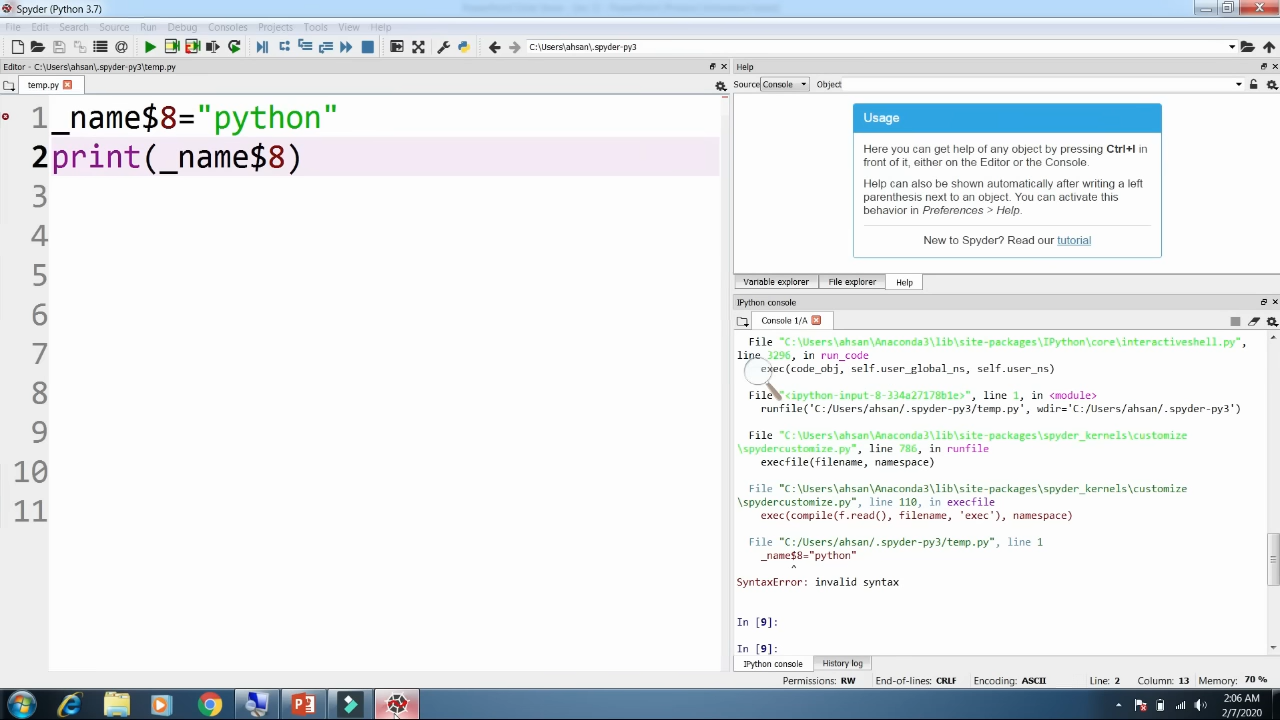 Spyder (Python 3.7)
File Edit Search Source Run Debug Consoles Projects Tools View Help
C:\Users\ahsan\.spyder-py3
Editor - C:\Users\ahsan\.spyder-py3\temp.py
temp.py
1 _name$8="python"
2 print(_name$8)
3
4
5
6
7
8
9
10
11
Help
Source Console Object
Usage
Here you can get help of any object by pressing Ctrl+I in
front of it, either on the Editor or the Console.
Help can also be shown automatically after writing a left
parenthesis next to an object. You can activate this
behavior in Preferences > Help.
New to Spyder? Read our tutorial
Variable explorer File explorer Help
IPython console
Console 1/A
File "C:\Users\ahsan\Anaconda3\lib\site-packages\IPython\core\interactiveshell.py",
line 3296, in run_code
exec(code_obj, self.user_global_ns, self.user_ns)
File "<ipython-input-8-334a27178b1e>", line 1, in <module>
runfile('C:/Users/ahsan/.spyder-py3/temp.py', wdir='C:/Users/ahsan/.spyder-py3')
File "C:\Users\ahsan\Anaconda3\lib\site-packages\spyder_kernels\customize
\spydercustomize.py", line 786, in runfile
execfile(filename, namespace)
File "C:\Users\ahsan\Anaconda3\lib\site-packages\spyder_kernels\customize
\spydercustomize.py", line 110, in execfile
exec(compile(f.read(), filename, 'exec'), namespace)
File "C:/Users/ahsan/.spyder-py3/temp.py", line 1
_name$8="python"
^
SyntaxError: invalid syntax
In [9]:
In [9]:
IPython console History log
Permissions: RW End-of-lines: CRLF Encoding: ASCII Line: 2 Column: 13 Memory: 70 %
2:06 AM
2/7/2020